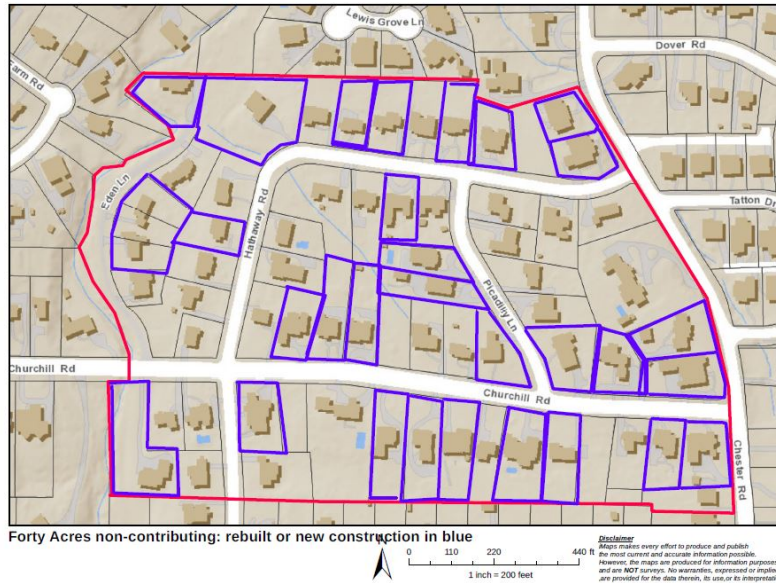 Lewis Grove Ln
Dover Rd
Farm Rd
Eden Ln
Hathaway Rd
Tatton Dr
Picadilly Ln
Churchill Rd
Churchill Rd
Chester Rd
Forty Acres non-contributing: rebuilt or new construction in blue
N
0 110 220 440 ft
1 inch = 200 feet
Disclaimer
Maps makes every effort to produce and publish
the most current and accurate information possible.
However, the maps are produced for information purposes,
and are NOT surveys. No warranties, expressed or implied
,are provided for the data therein, its use,or its interpretation